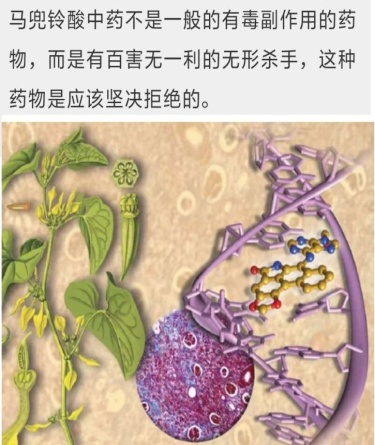 马兜铃酸中药不是一般的有毒副作用的药
物，而是有百害无一利的无形杀手，这种
药物是应该坚决拒绝的。